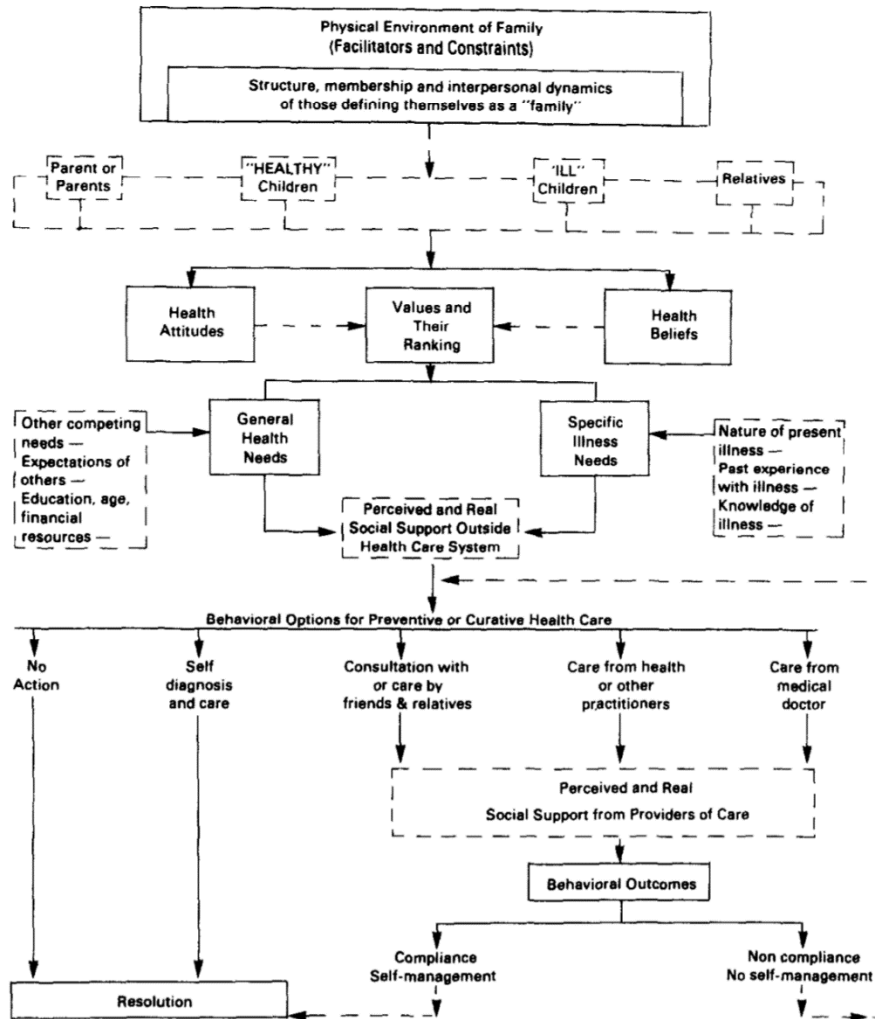 Physical Environment of Family
(Facilitators and Constraints)
Structure, membership and interpersonal dynamics
of those defining themselves as a "family"
Parent or
Parents
"HEALTHY"
Children
'ILL"
Children
Relatives
Health
Attitudes
Values and
Their
Ranking
Health
Beliefs
Other competing
needs —
Expectations of
others —
Education, age,
financial
resources —
General
Health
Needs
Specific
Illness
Needs
Nature of present
illness —
Past experience
with illness —
Knowledge of
illness —
Perceived and Real
Social Support Outside
Health Care System
Behavioral Options for Preventive or Curative Health Care
No
Action
Self
diagnosis
and care
Consultation with
or care by
friends & relatives
Care from health
or other
practitioners
Care from
medical
doctor
Perceived and Real
Social Support from Providers of Care
Behavioral Outcomes
Compliance
Self-management
Non compliance
No self-management
Resolution